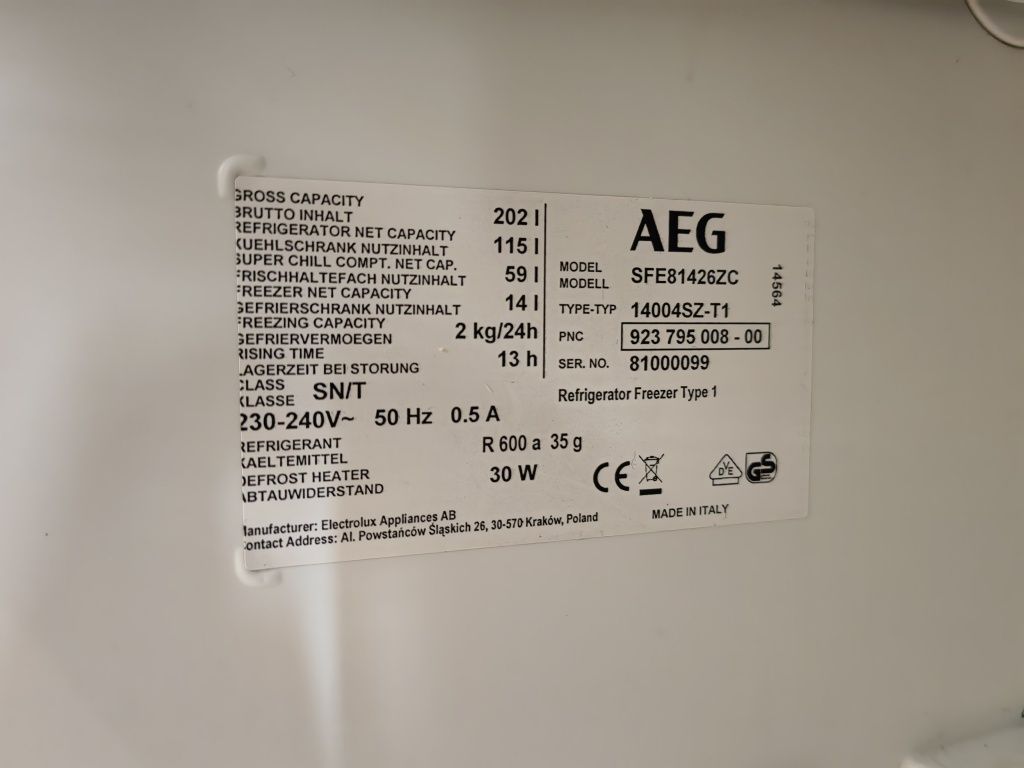 GROSS CAPACITY
BRUTTO INHALT 202 l
REFRIGERATOR NET CAPACITY
KUEHLSCHRANK NUTZINHALT 115 l
SUPER CHILL COMPT. NET CAP.
FRISCHHALTEFACH NUTZINHALT 59 l
FREEZER NET CAPACITY
GEFRIERSCHRANK NUTZINHALT 14 l
FREEZING CAPACITY
GEFRIERVERMOEGEN 2 kg/24h
RISING TIME
LAGERZEIT BEI STORUNG 13 h
CLASS
KLASSE SN/T
230-240V~ 50 Hz 0.5 A
REFRIGERANT
KAELTEMITTEL R 600 a 35 g
DEFROST HEATER
ABTAUWIDERSTAND 30 W
Manufacturer: Electrolux Appliances AB
Contact Address: Al. Powstańców Śląskich 26, 30-570 Kraków, Poland
AEG
MODEL
MODELL SFE81426ZC
TYPE-TYP 14004SZ-T1
PNC 923 795 008 - 00
SER. NO. 81000099
Refrigerator Freezer Type 1
14564
CE
VDE
GS
MADE IN ITALY